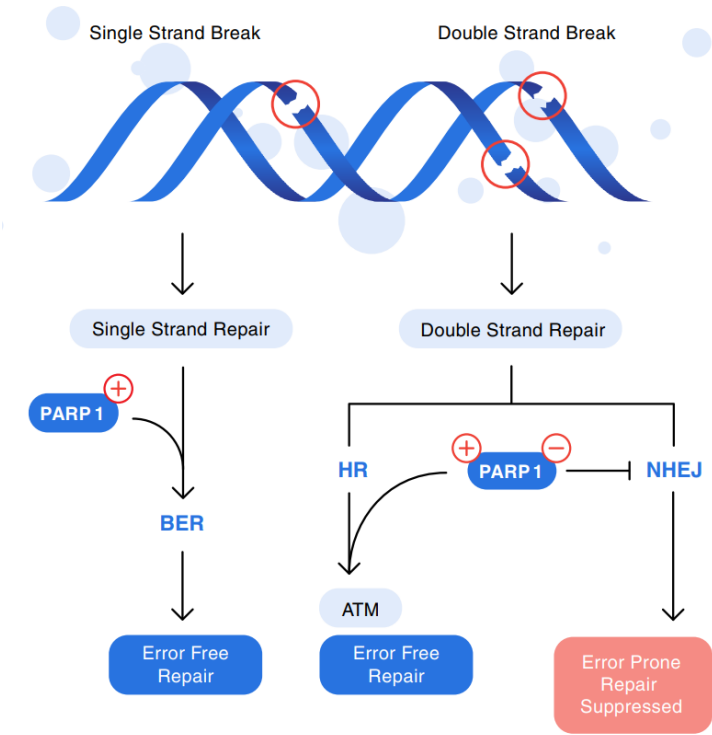 Single Strand Break
Double Strand Break
Single Strand Repair
Double Strand Repair
+
PARP 1
+
−
HR
PARP 1
NHEJ
BER
ATM
Error Free
Repair
Error Free
Repair
Error Prone
Repair
Suppressed